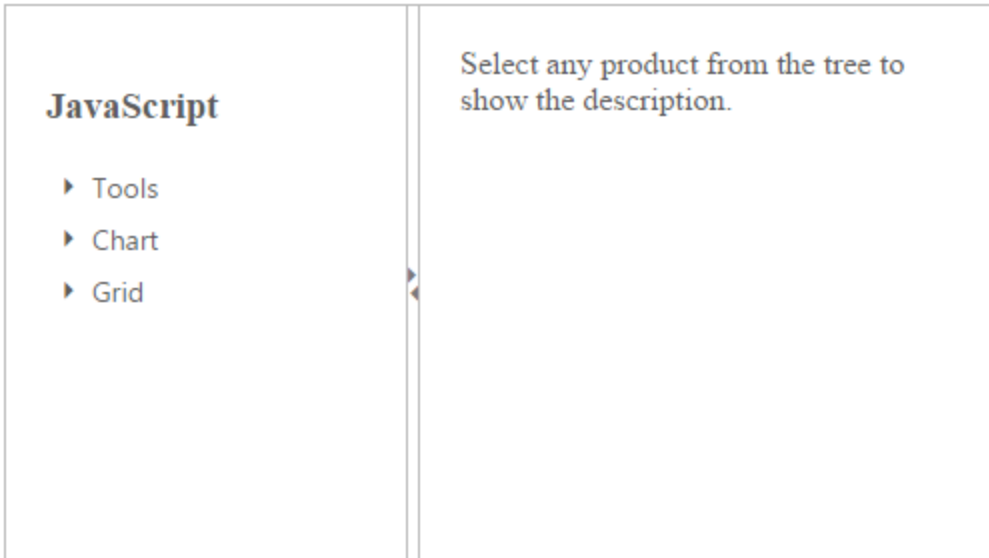 JavaScript
Tools
Chart
Grid
Select any product from the tree to
show the description.